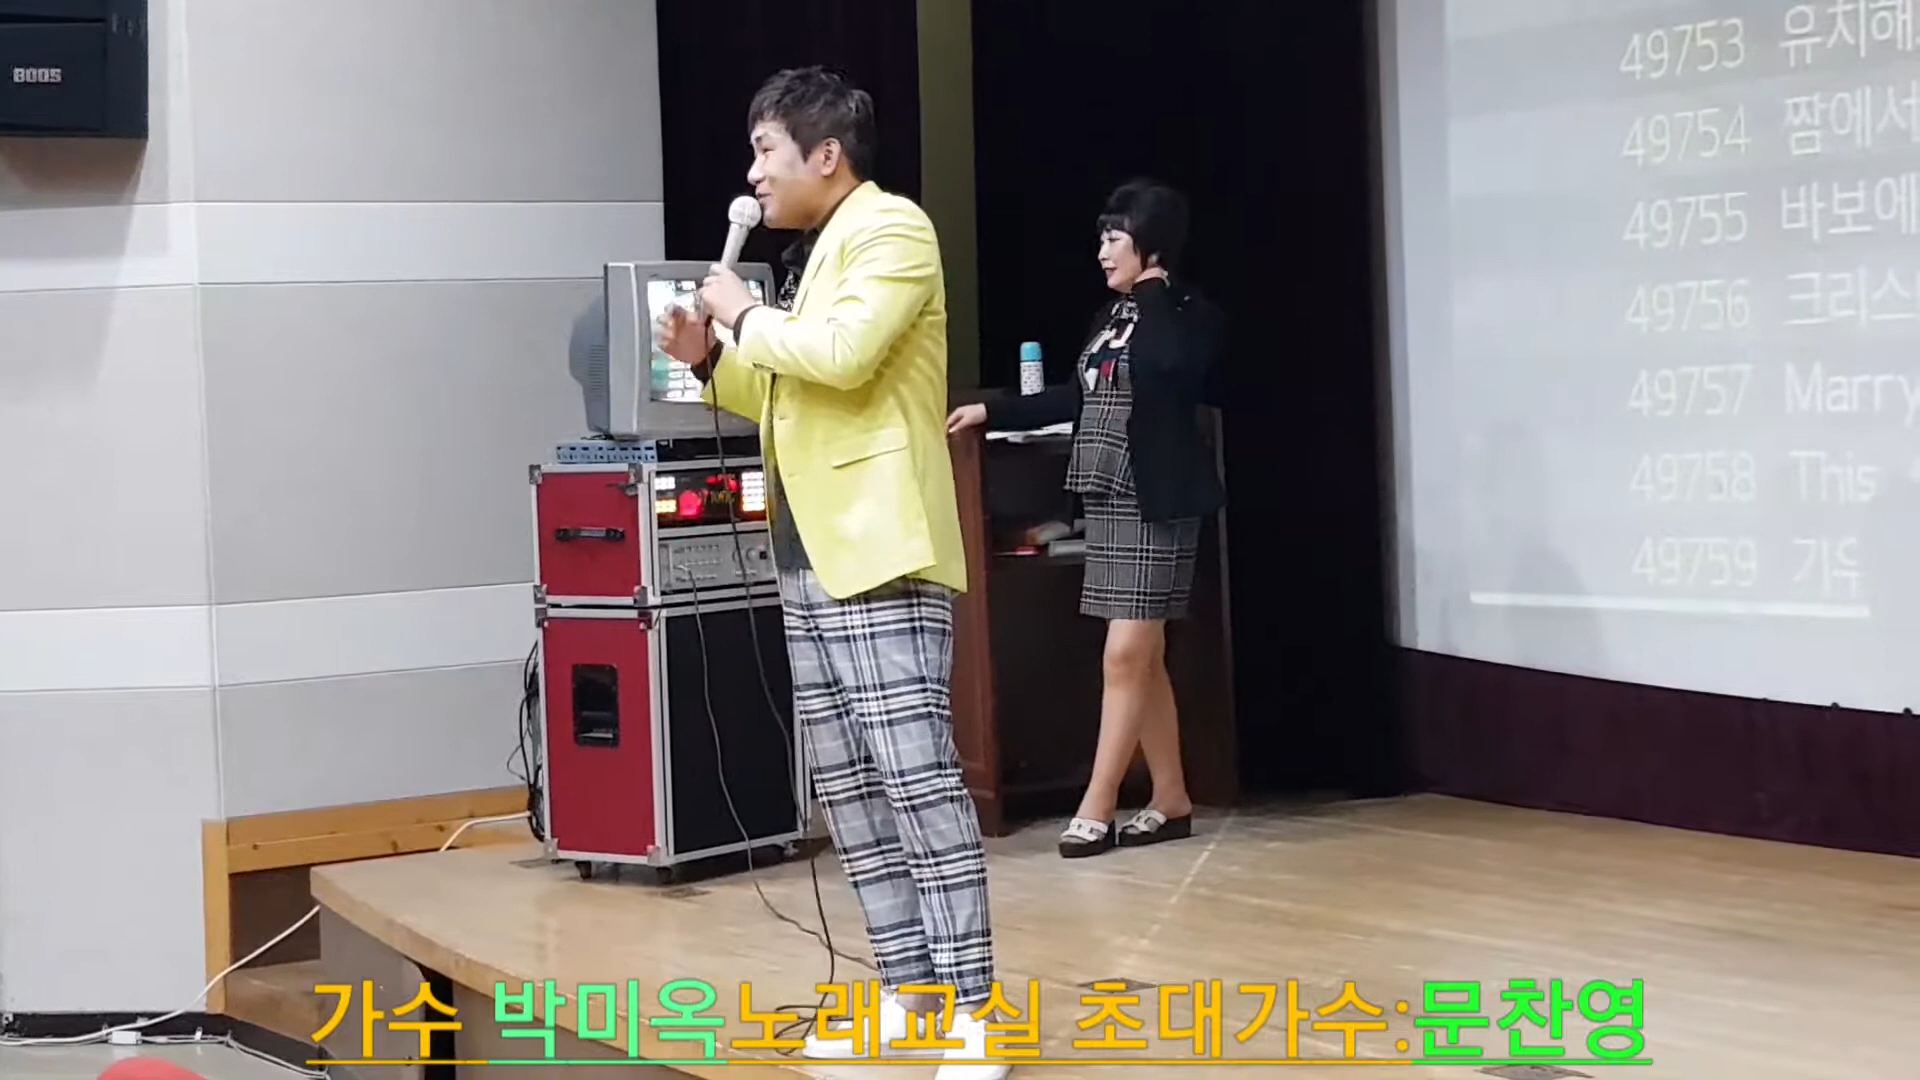 BOOS
49753 유치해
49754 짬에서
49755 바보에
49756 크리스
49757 Marry
49758 This
49759 기우
가수 박미옥노래교실 초대가수:문찬영